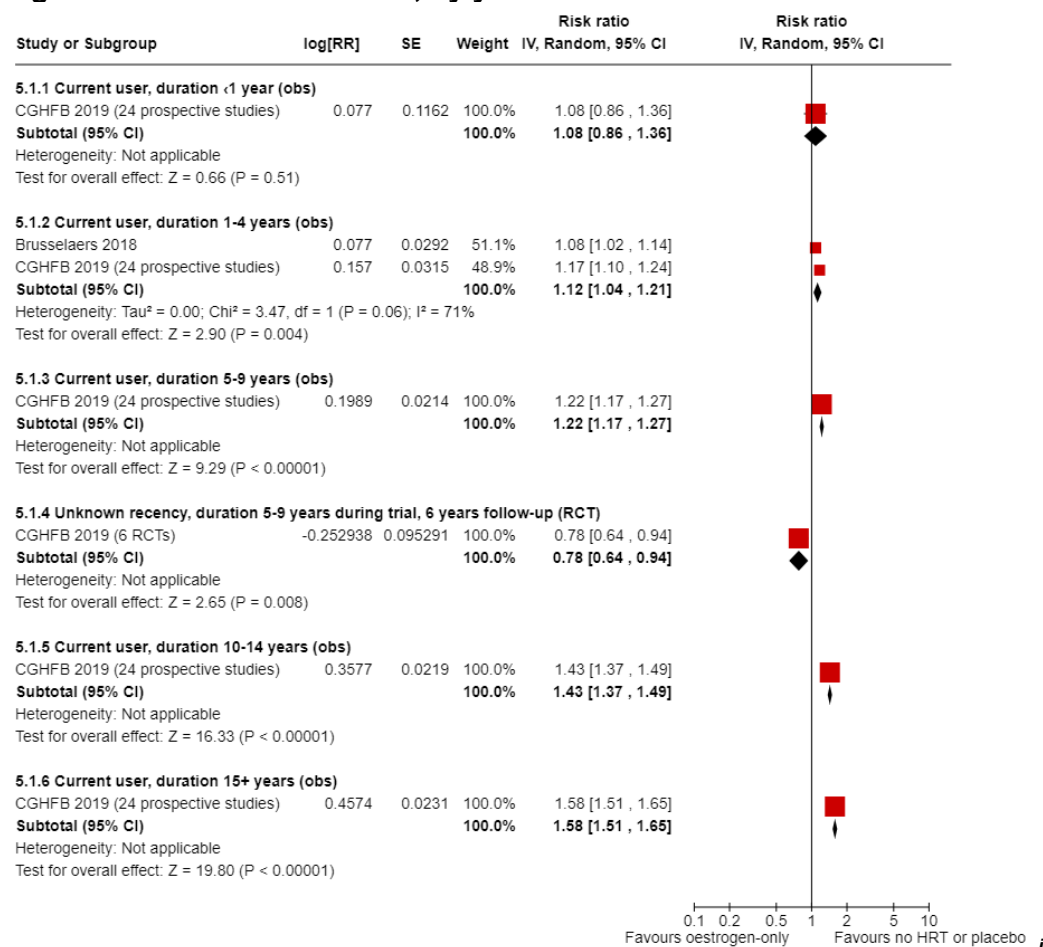 Risk ratio Risk ratio
Study or Subgroup log[RR] SE Weight IV, Random, 95% CI IV, Random, 95% CI
5.1.1 Current user, duration <1 year (obs)
CGHFB 2019 (24 prospective studies) 0.077 0.1162 100.0% 1.08 [0.86 , 1.36]
Subtotal (95% CI) 100.0% 1.08 [0.86 , 1.36]
Heterogeneity: Not applicable
Test for overall effect: Z = 0.66 (P = 0.51)
5.1.2 Current user, duration 1-4 years (obs)
Brusselaers 2018 0.077 0.0292 51.1% 1.08 [1.02 , 1.14]
CGHFB 2019 (24 prospective studies) 0.157 0.0315 48.9% 1.17 [1.10 , 1.24]
Subtotal (95% CI) 100.0% 1.12 [1.04 , 1.21]
Heterogeneity: Tau² = 0.00; Chi² = 3.47, df = 1 (P = 0.06); I² = 71%
Test for overall effect: Z = 2.90 (P = 0.004)
5.1.3 Current user, duration 5-9 years (obs)
CGHFB 2019 (24 prospective studies) 0.1989 0.0214 100.0% 1.22 [1.17 , 1.27]
Subtotal (95% CI) 100.0% 1.22 [1.17 , 1.27]
Heterogeneity: Not applicable
Test for overall effect: Z = 9.29 (P < 0.00001)
5.1.4 Unknown recency, duration 5-9 years during trial, 6 years follow-up (RCT)
CGHFB 2019 (6 RCTs) -0.252938 0.095291 100.0% 0.78 [0.64 , 0.94]
Subtotal (95% CI) 100.0% 0.78 [0.64 , 0.94]
Heterogeneity: Not applicable
Test for overall effect: Z = 2.65 (P = 0.008)
5.1.5 Current user, duration 10-14 years (obs)
CGHFB 2019 (24 prospective studies) 0.3577 0.0219 100.0% 1.43 [1.37 , 1.49]
Subtotal (95% CI) 100.0% 1.43 [1.37 , 1.49]
Heterogeneity: Not applicable
Test for overall effect: Z = 16.33 (P < 0.00001)
5.1.6 Current user, duration 15+ years (obs)
CGHFB 2019 (24 prospective studies) 0.4574 0.0231 100.0% 1.58 [1.51 , 1.65]
Subtotal (95% CI) 100.0% 1.58 [1.51 , 1.65]
Heterogeneity: Not applicable
Test for overall effect: Z = 19.80 (P < 0.00001)
0.1 0.2 0.5 1 2 5 10
Favours oestrogen-only Favours no HRT or placebo